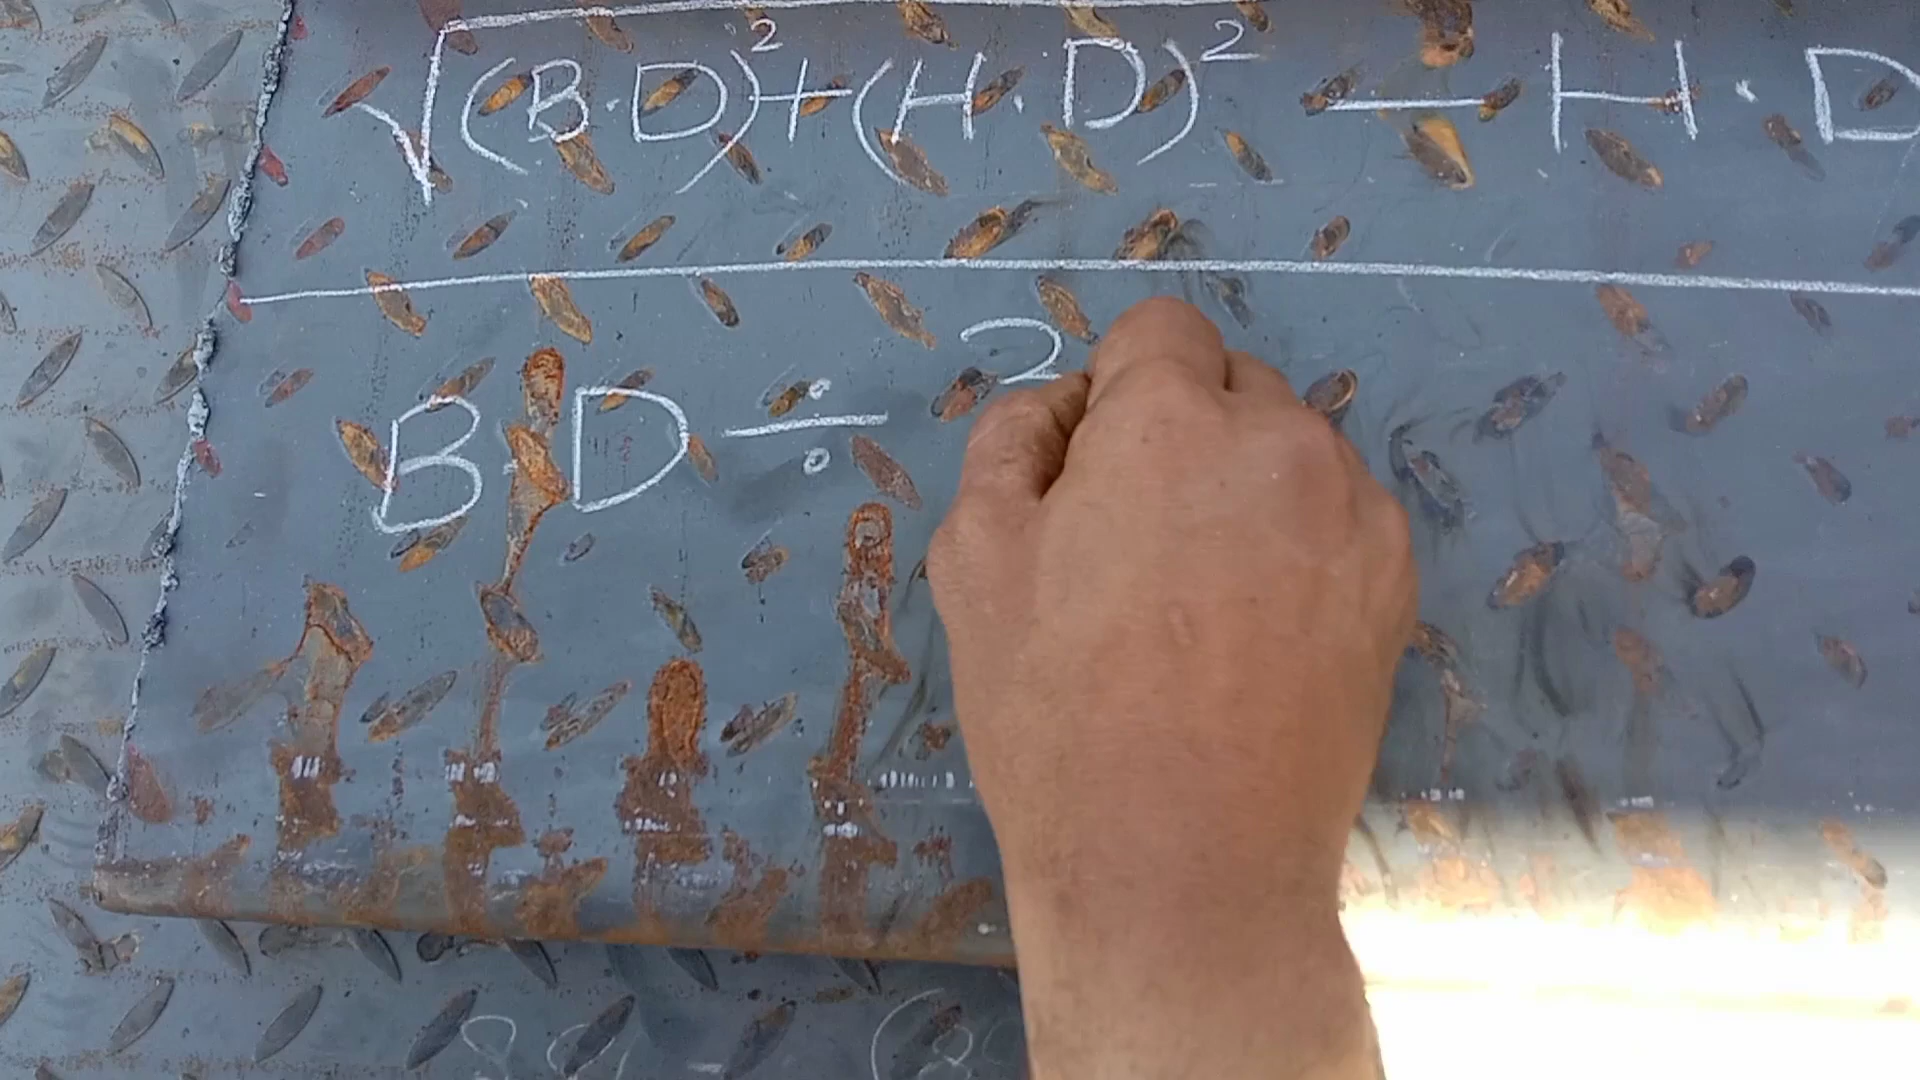 √(B.D)²+(H.D)² — H.D
B.D ÷ 2